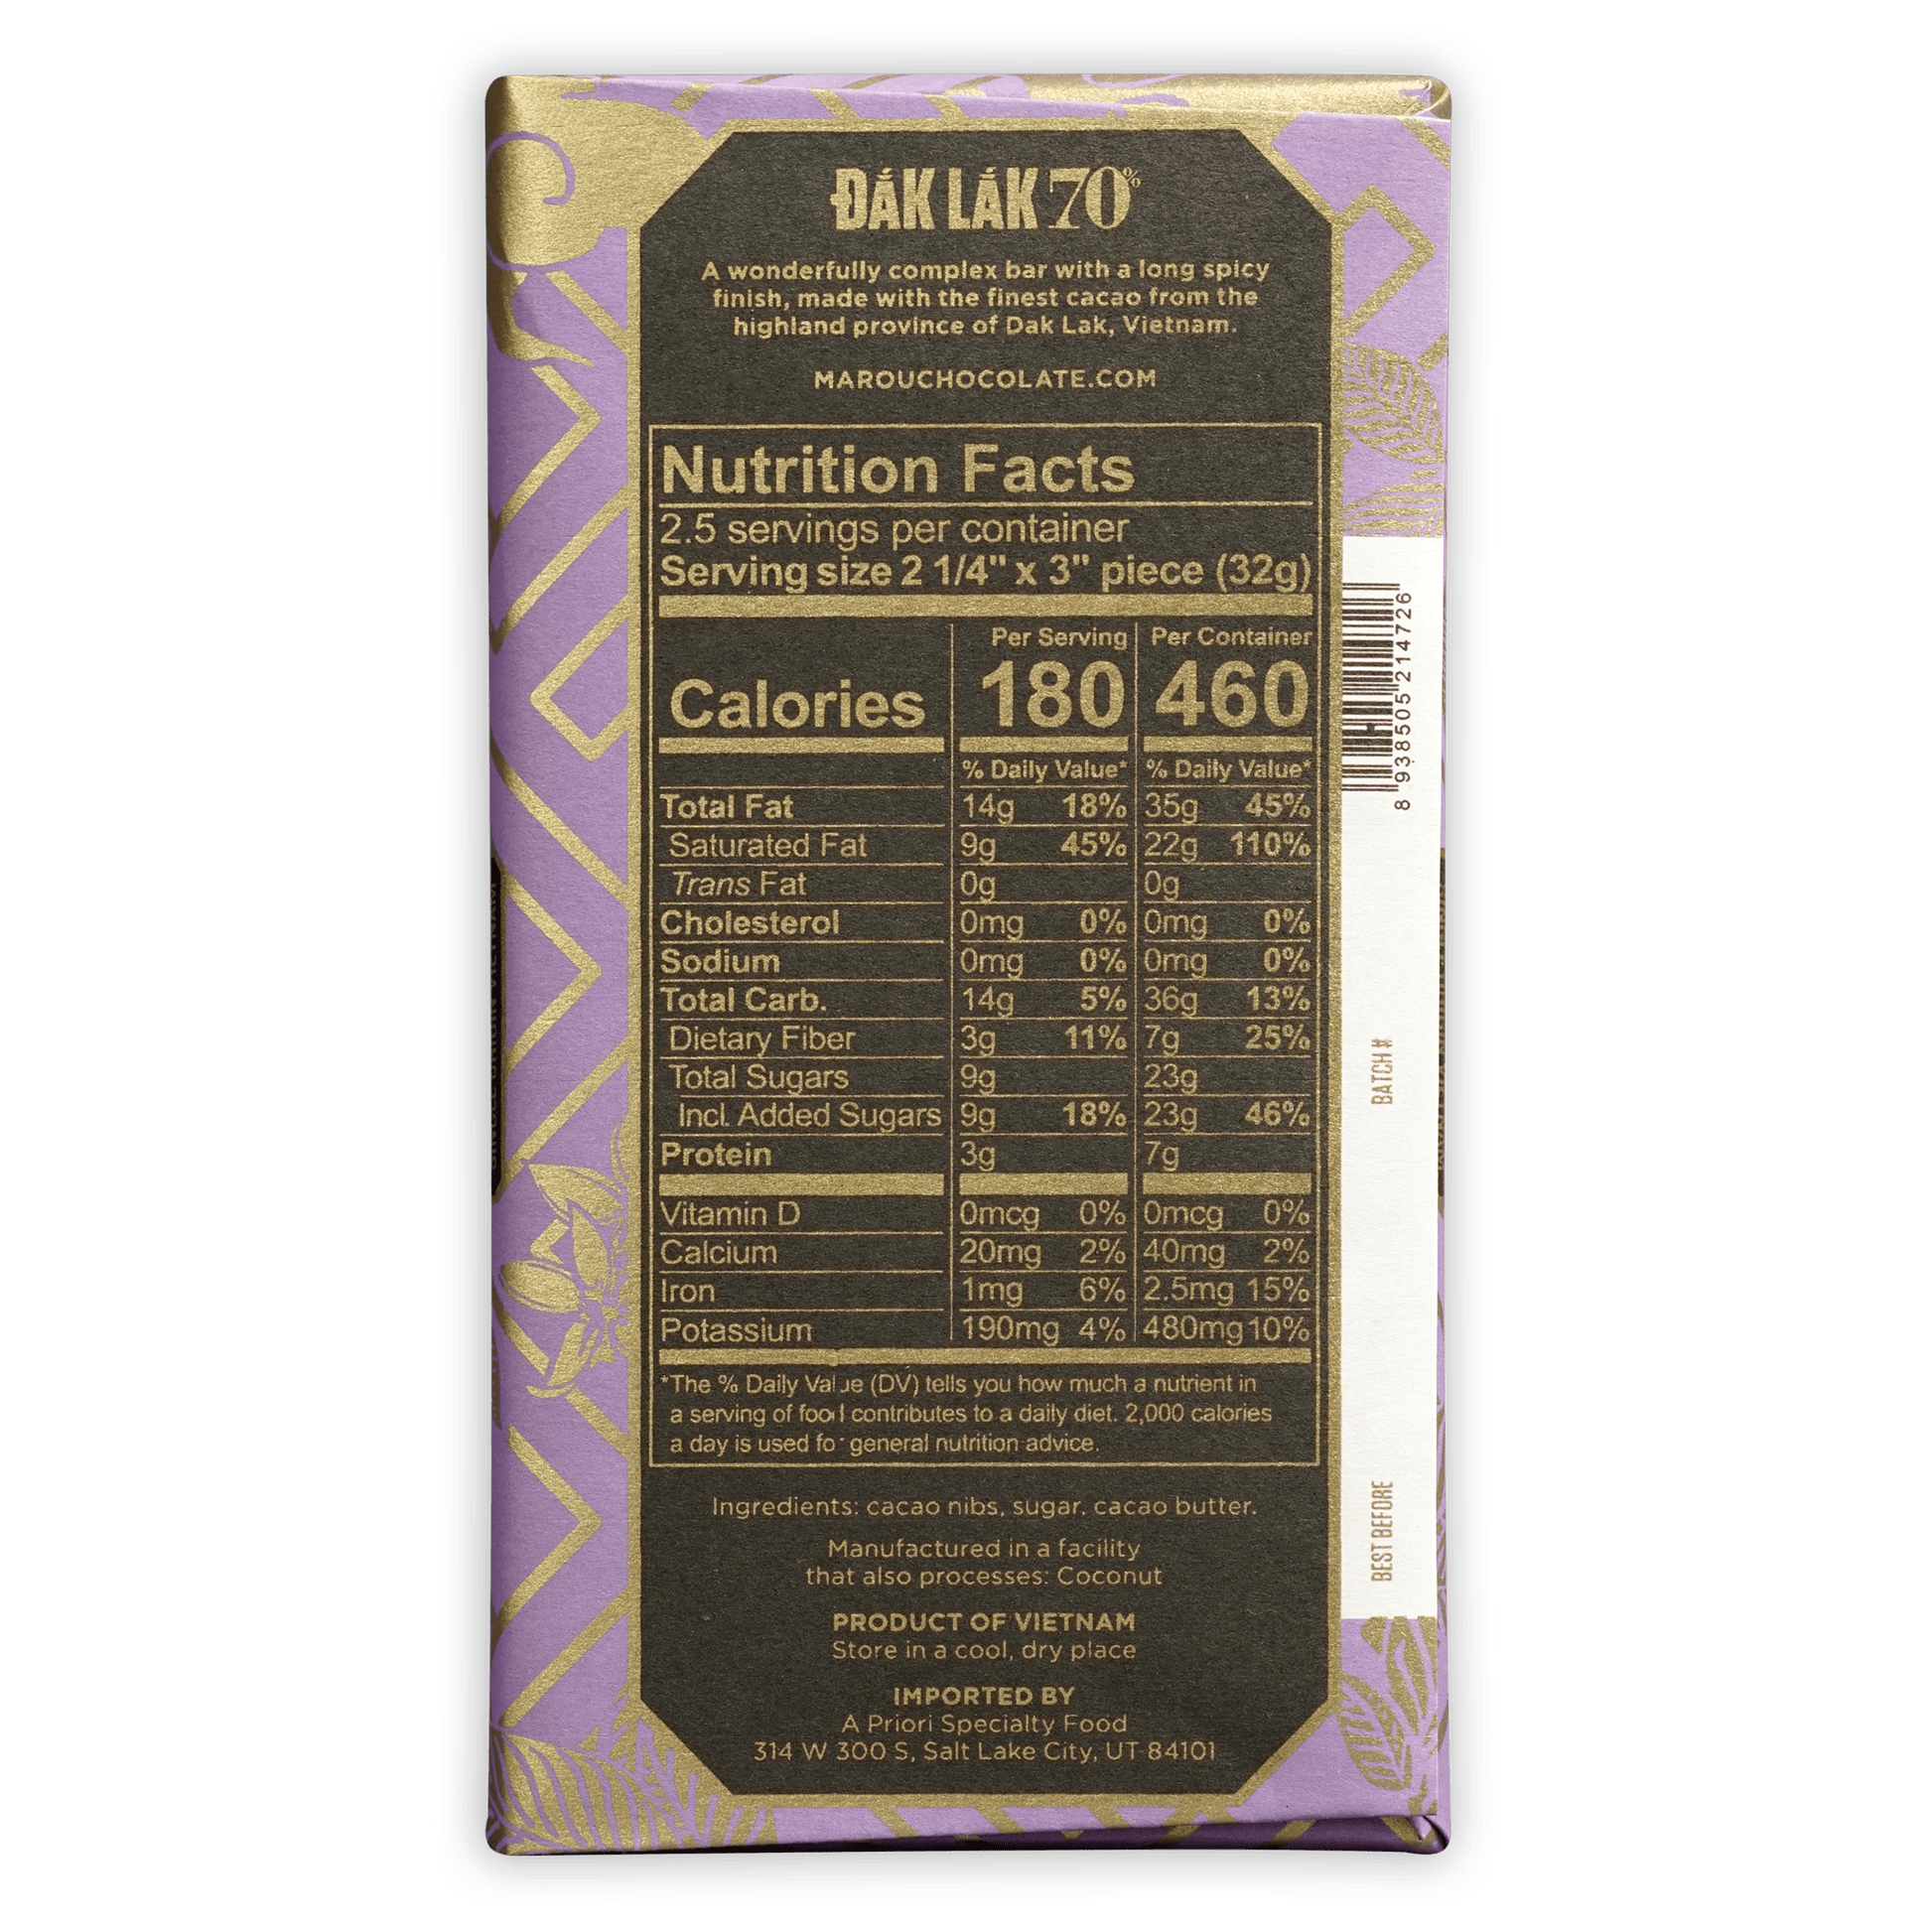 ĐẮK LẮK 70%
A wonderfully complex bar with a long spicy
finish, made with the finest cacao from the
highland province of Dak Lak, Vietnam.
MAROUCHOCOLATE.COM
Nutrition Facts
2.5 servings per container
Serving size 2 1/4" x 3" piece (32g)
Per Serving Per Container
Calories 180 460
% Daily Value* % Daily Value*
Total Fat 14g 18% 35g 45%
Saturated Fat 9g 45% 22g 110%
Trans Fat 0g 0g
Cholesterol 0mg 0% 0mg 0%
Sodium 0mg 0% 0mg 0%
Total Carb. 14g 5% 36g 13%
Dietary Fiber 3g 11% 7g 25%
Total Sugars 9g 23g
Incl. Added Sugars 9g 18% 23g 46%
Protein 3g 7g
Vitamin D 0mcg 0% 0mcg 0%
Calcium 20mg 2% 40mg 2%
Iron 1mg 6% 2.5mg 15%
Potassium 190mg 4% 480mg 10%
*The % Daily Value (DV) tells you how much a nutrient in
a serving of food contributes to a daily diet. 2,000 calories
a day is used for general nutrition advice.
Ingredients: cacao nibs, sugar, cacao butter.
Manufactured in a facility
that also processes: Coconut
PRODUCT OF VIETNAM
Store in a cool, dry place
IMPORTED BY
A Priori Specialty Food
314 W 300 S, Salt Lake City, UT 84101
8 938505 214726
BATCH #
BEST BEFORE